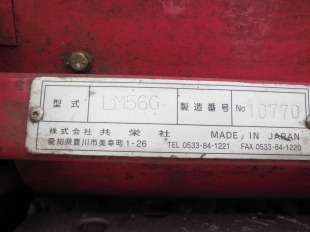 型式 LM56G 製造番号 No 10770
株式会社 共栄社 MADE IN JAPAN
愛知県豊川市美幸町1-26 TEL 0533-84-1221 FAX 0533-84-1220